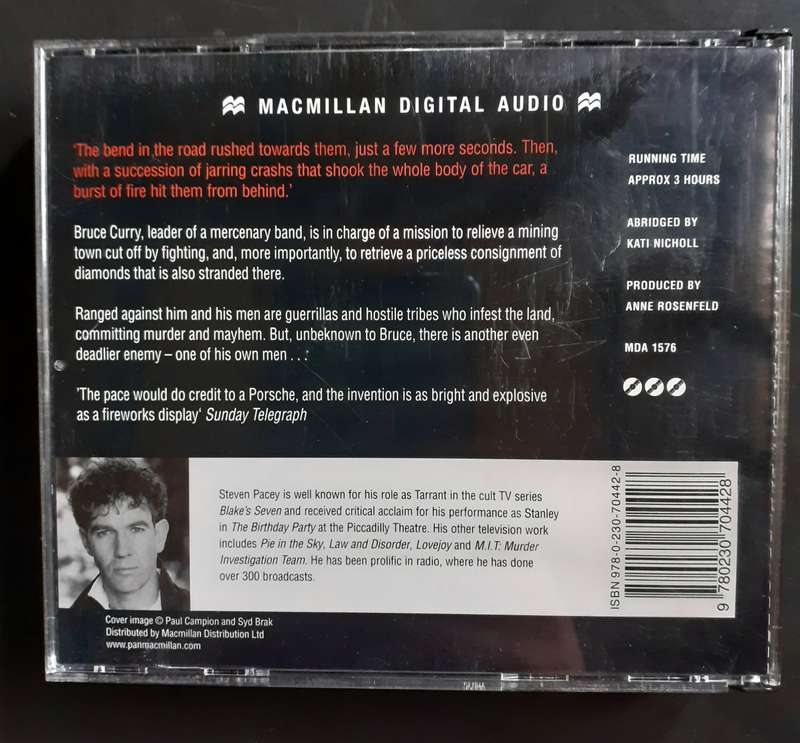 MACMILLAN DIGITAL AUDIO
'The bend in the road rushed towards them, just a few more seconds. Then,
with a succession of jarring crashs that shook the whole body of the car, a
burst of fire hit them from behind.'
Bruce Curry, leader of a mercenary band, is in charge of a mission to relieve a mining
town cut off by fighting, and, more importantly, to retrieve a priceless consignment of
diamonds that is also stranded there.
Ranged against him and his men are guerrillas and hostile tribes who infest the land,
committing murder and mayhem. But, unbeknown to Bruce, there is another even
deadlier enemy – one of his own men . . .'
'The pace would do credit to a Porsche, and the invention is as bright and explosive
as a fireworks display' Sunday Telegraph
RUNNING TIME
APPROX 3 HOURS
ABRIDGED BY
KATI NICHOLL
PRODUCED BY
ANNE ROSENFELD
MDA 1576
Steven Pacey is well known for his role as Tarrant in the cult TV series
Blake's Seven and received critical acclaim for his performance as Stanley
in The Birthday Party at the Piccadilly Theatre. His other television work
includes Pie in the Sky, Law and Disorder, Lovejoy and M.I.T: Murder
Investigation Team. He has been prolific in radio, where he has done
over 300 broadcasts.
ISBN 978-0-230-70442-8
9 780230 704428
Cover image © Paul Campion and Syd Brak
Distributed by Macmillan Distribution Ltd
www.panmacmillan.com